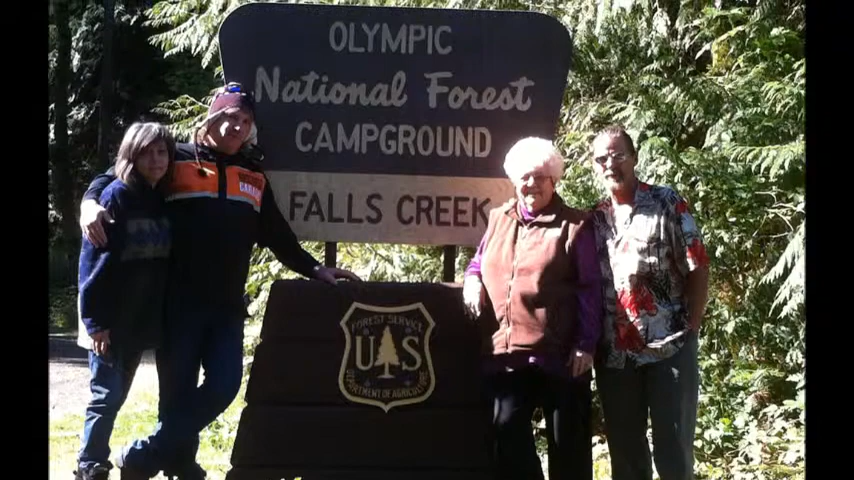 OLYMPIC
National Forest
CAMPGROUND
FALLS CREEK
FOREST SERVICE
U S
DEPARTMENT OF AGRICULTURE